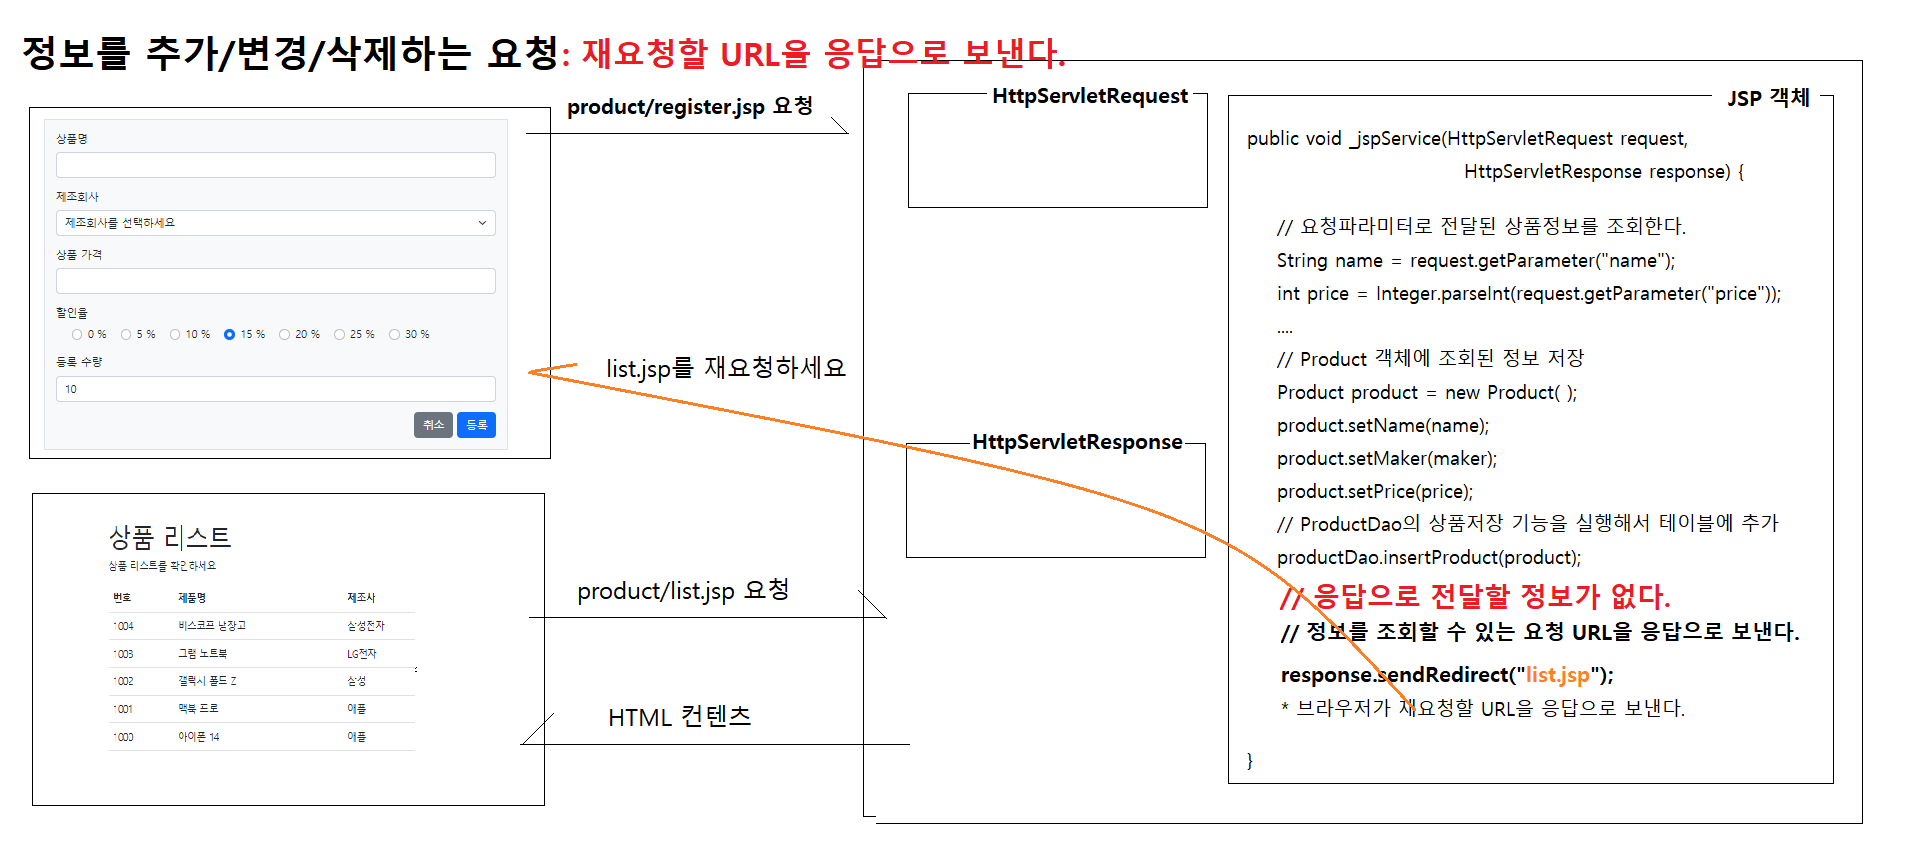 정보를 추가/변경/삭제하는 요청: 재요청할 URL을 응답으로 보낸다.
product/register.jsp 요청
상품명
제조회사
제조회사를 선택하세요
상품 가격
할인율
0 % 5 % 10 % 15 % 20 % 25 % 30 %
등록 수량
10
취소 등록
list.jsp를 재요청하세요
상품 리스트
상품 리스트를 확인하세요
번호 제품명 제조사
1004 비스코프 냉장고 삼성전자
1003 그램 노트북 LG전자
1002 갤럭시 폴드 Z 삼성
1001 맥북 프로 애플
1000 아이폰 14 애플
product/list.jsp 요청
HTML 컨텐츠
HttpServletRequest
HttpServletResponse
JSP 객체
public void _jspService(HttpServletRequest request,
HttpServletResponse response) {
// 요청파라미터로 전달된 상품정보를 조회한다.
String name = request.getParameter("name");
int price = Integer.parseInt(request.getParameter("price"));
....
// Product 객체에 조회된 정보 저장
Product product = new Product( );
product.setName(name);
product.setMaker(maker);
product.setPrice(price);
// ProductDao의 상품저장 기능을 실행해서 테이블에 추가
productDao.insertProduct(product);
// 응답으로 전달할 정보가 없다.
// 정보를 조회할 수 있는 요청 URL을 응답으로 보낸다.
response.sendRedirect("list.jsp");
* 브라우저가 재요청할 URL을 응답으로 보낸다.
}